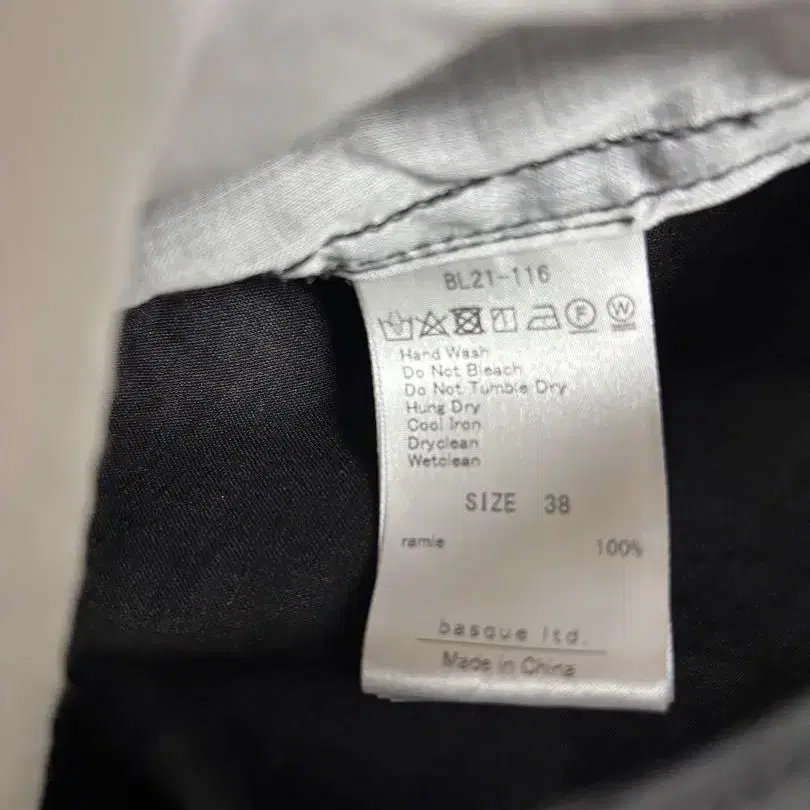 BL21-116
F W
Hand Wash
Do Not Bleach
Do Not Tumble Dry
Hung Dry
Cool Iron
Dryclean
Wetclean
SIZE 38
ramie 100%
basque ltd.
Made in China